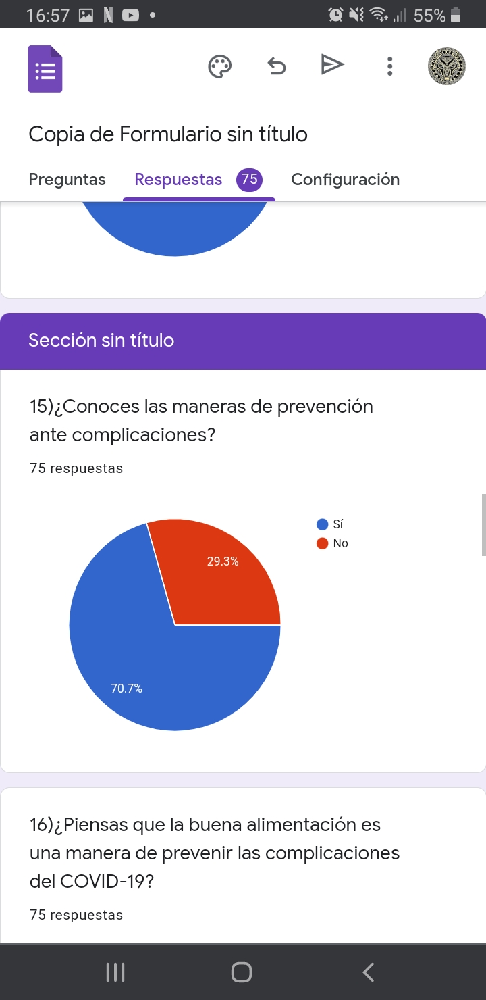 16:57
55%
Copia de Formulario sin título
Preguntas Respuestas 75 Configuración
Sección sin título
15)¿Conoces las maneras de prevención
ante complicaciones?
75 respuestas
Sí
No
29.3%
70.7%
16)¿Piensas que la buena alimentación es
una manera de prevenir las complicaciones
del COVID-19?
75 respuestas